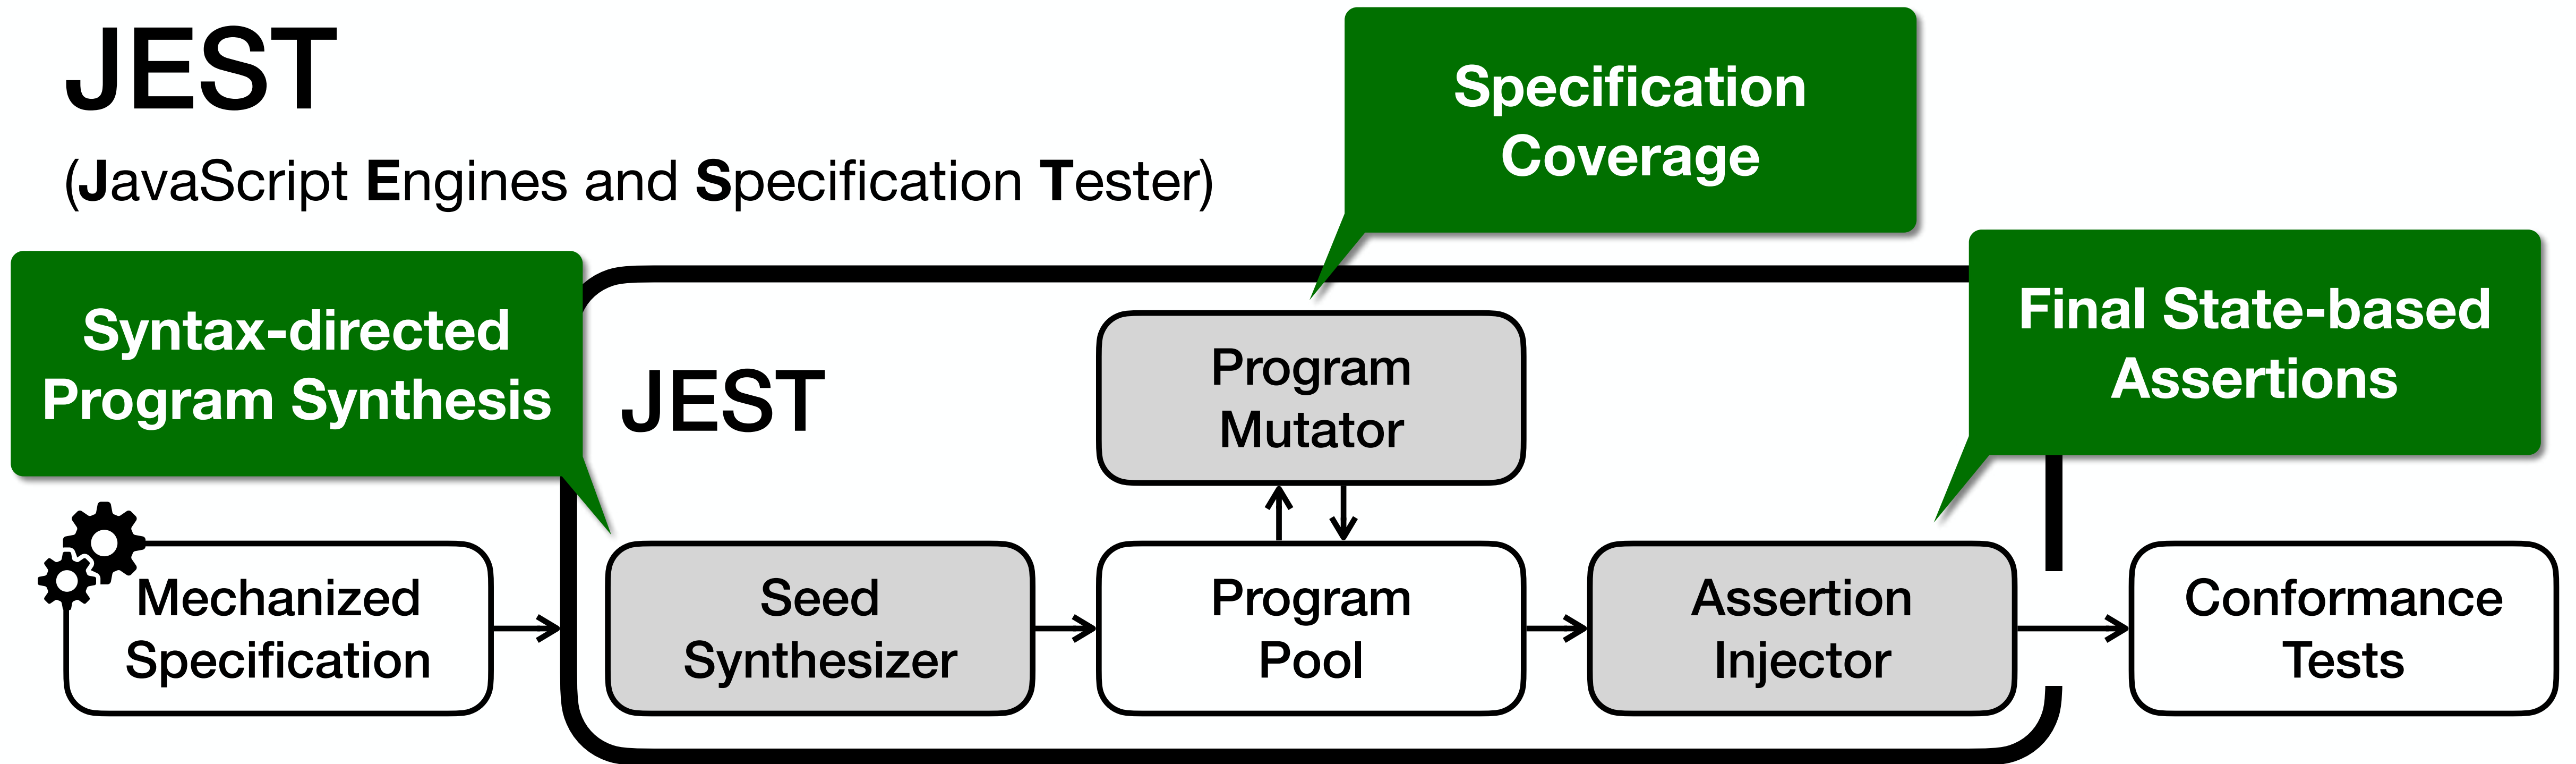 JEST
(JavaScript Engines and Specification Tester)
Specification
Coverage
Syntax-directed
Program Synthesis
Final State-based
Assertions
JEST
Program
Mutator
Mechanized
Specification
Seed
Synthesizer
Program
Pool
Assertion
Injector
Conformance
Tests